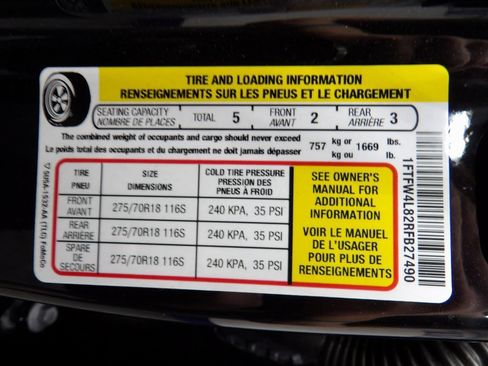 TIRE AND LOADING INFORMATION
RENSEIGNEMENTS SUR LES PNEUS ET LE CHARGEMENT
SEATING CAPACITY TOTAL 5 FRONT 2 REAR 3
NOMBRE DE PLACES AVANT ARRIÈRE
The combined weight of occupants and cargo should never exceed 757 kg or 1669 lbs.
Le poids total des occupants et du chargement ne doit jamais dépasser kg ou lb.
TIRE SIZE COLD TIRE PRESSURE
PNEU DIMENSIONS PRESSION DES PNEUS À FROID
FRONT
AVANT 275/70R18 116S 240 KPA, 35 PSI
REAR
ARRIÈRE 275/70R18 116S 240 KPA, 35 PSI
SPARE
DE SECOURS 275/70R18 116S 240 KPA, 35 PSI
SEE OWNER'S
MANUAL FOR
ADDITIONAL
INFORMATION
VOIR LE MANUEL
DE L'USAGER
POUR PLUS DE
RENSEIGNEMENTS
1FTFW4L82RFB27490
5U5A-1532-AA (TLG) FoMoCo